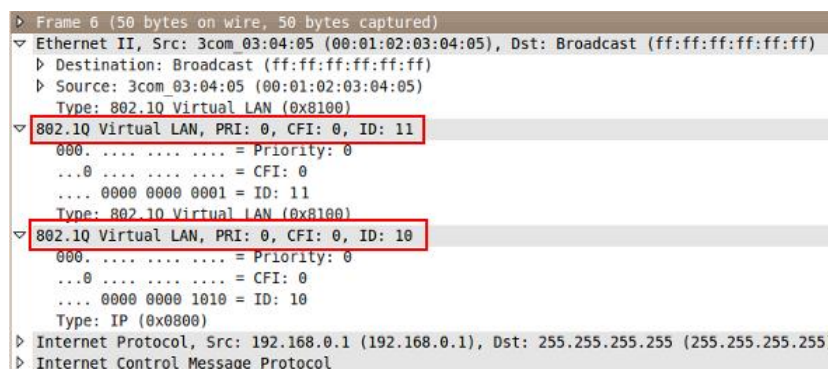 Frame 6 (50 bytes on wire, 50 bytes captured)
Ethernet II, Src: 3com_03:04:05 (00:01:02:03:04:05), Dst: Broadcast (ff:ff:ff:ff:ff:ff)
Destination: Broadcast (ff:ff:ff:ff:ff:ff)
Source: 3com_03:04:05 (00:01:02:03:04:05)
Type: 802.1Q Virtual LAN (0x8100)
802.1Q Virtual LAN, PRI: 0, CFI: 0, ID: 11
000. .... .... .... = Priority: 0
...0 .... .... .... = CFI: 0
.... 0000 0000 0001 = ID: 11
Type: 802.1Q Virtual LAN (0x8100)
802.1Q Virtual LAN, PRI: 0, CFI: 0, ID: 10
000. .... .... .... = Priority: 0
...0 .... .... .... = CFI: 0
.... 0000 0000 1010 = ID: 10
Type: IP (0x0800)
Internet Protocol, Src: 192.168.0.1 (192.168.0.1), Dst: 255.255.255.255 (255.255.255.255
Internet Control Message Protocol